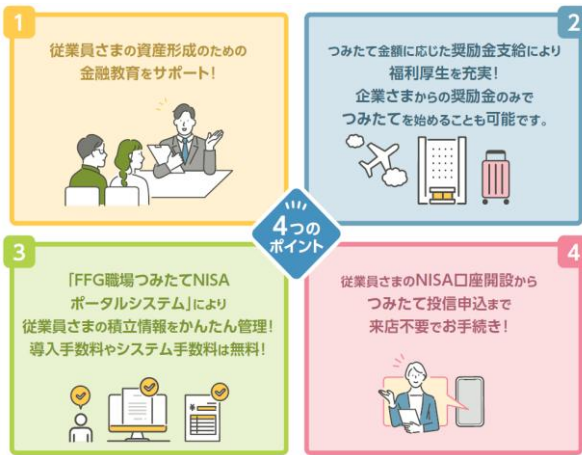 1
従業員さまの資産形成のための
金融教育をサポート!
2
つみたて金額に応じた奨励金支給により
福利厚生を充実!
企業さまからの奨励金のみで
つみたてを始めることも可能です。
4つの
ポイント
3
「FFG職場つみたてNISA
ポータルシステム」により
従業員さまの積立情報をかんたん管理!
導入手数料やシステム手数料は無料!
4
従業員さまのNISA口座開設から
つみたて投信申込まで
来店不要でお手続き!
¥